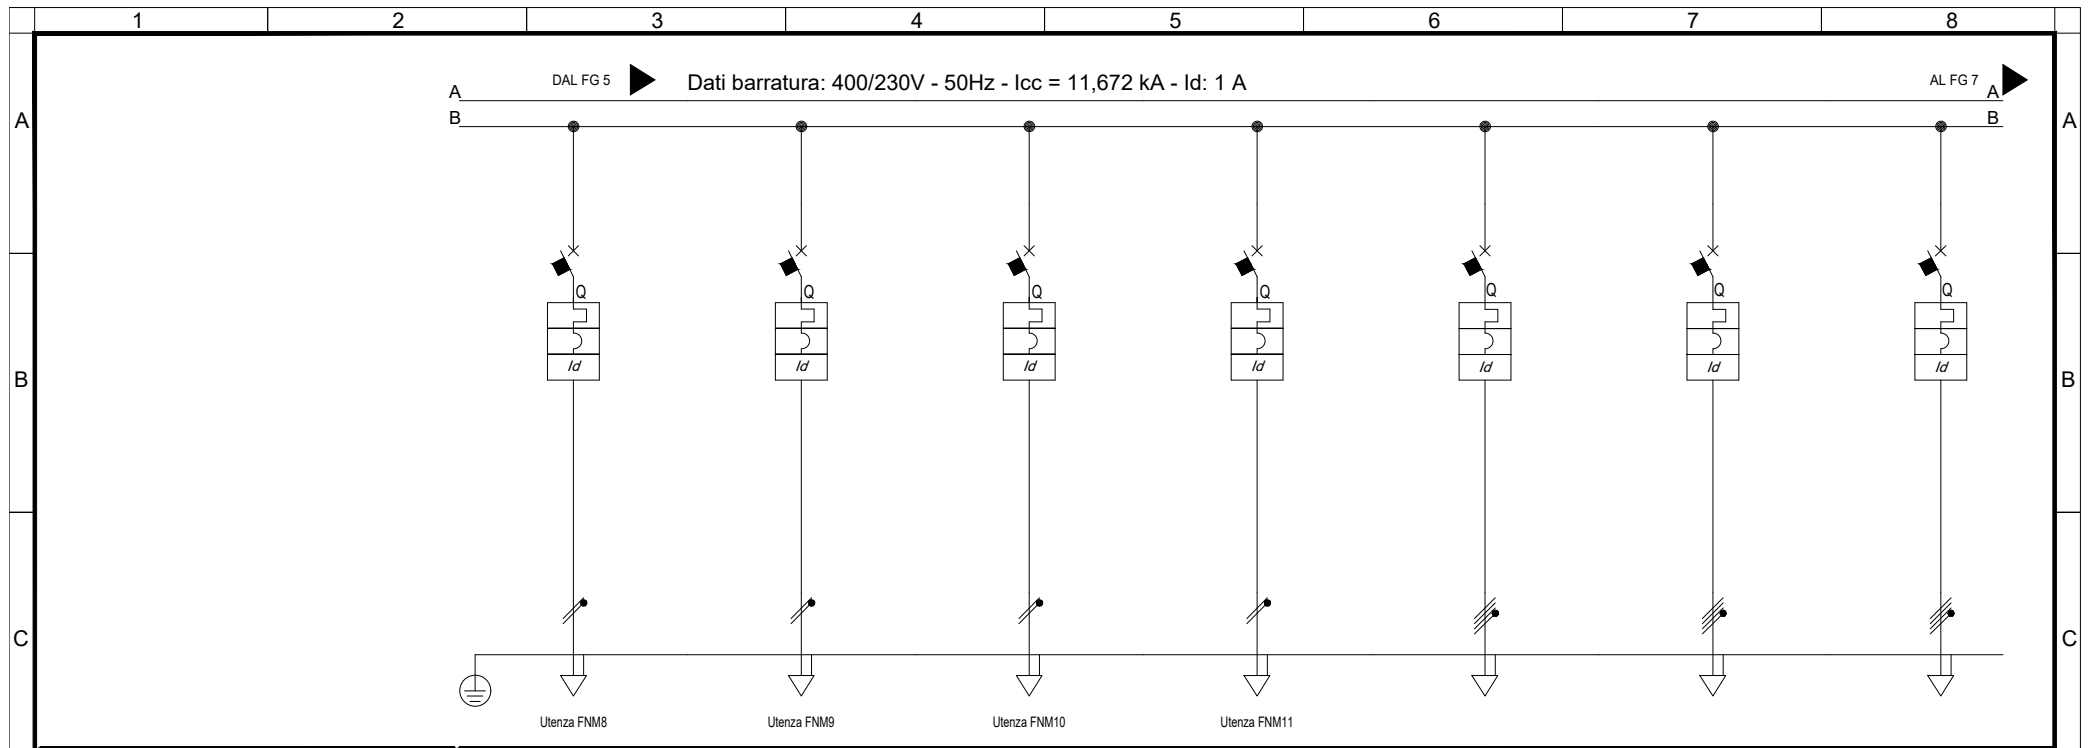 1 2 3 4 5 6 7 8
DAL FG 5 Dati barratura: 400/230V - 50Hz - Icc = 11,672 kA - Id: 1 A AL FG 7
A A
B B
A A
Q Q Q Q Q Q Q
Id Id Id Id Id Id Id
B B
C C
Utenza FNM8 Utenza FNM9 Utenza FNM10 Utenza FNM11